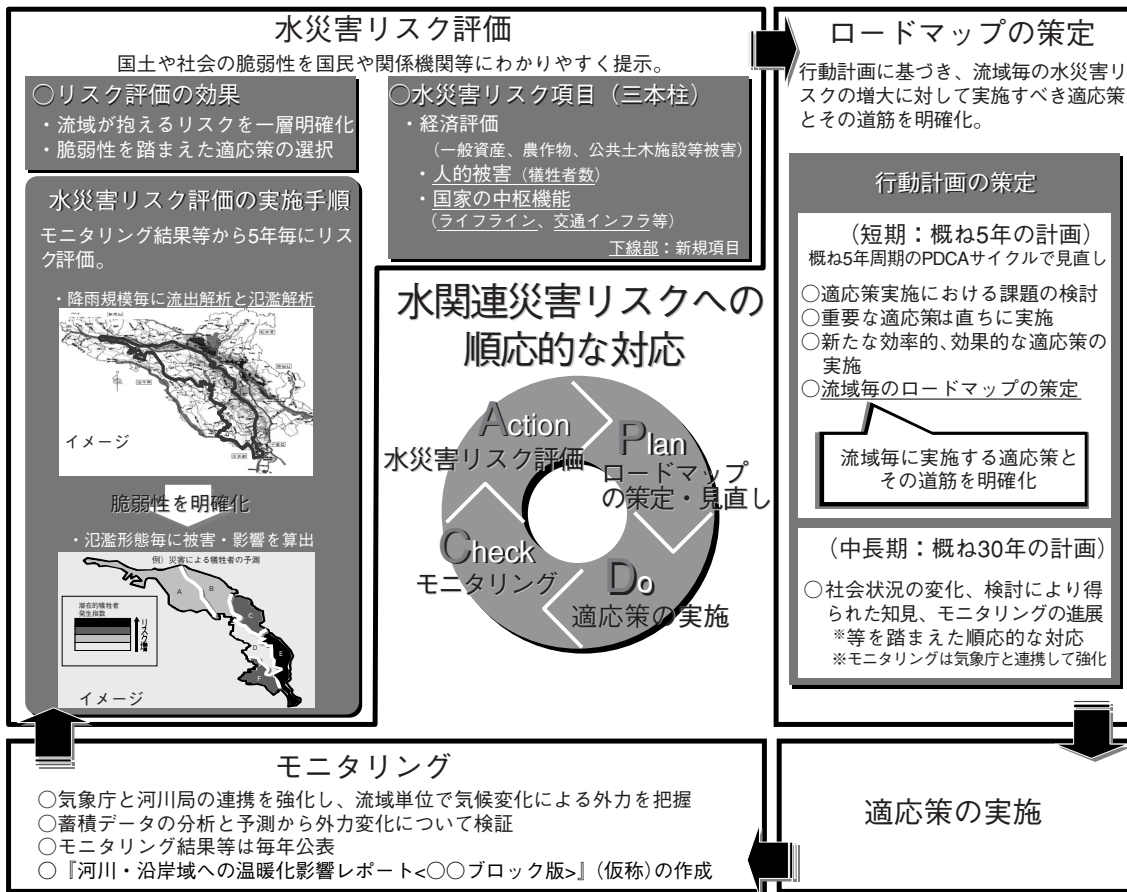 水災害リスク評価
国土や社会の脆弱性を国民や関係機関等にわかりやすく提示。
○リスク評価の効果
・流域が抱えるリスクを一層明確化
・脆弱性を踏まえた適応策の選択
○水災害リスク項目（三本柱）
・経済評価
（一般資産、農作物、公共土木施設等被害）
・人的被害（犠牲者数）
・国家の中枢機能
（ライフライン、交通インフラ等）
下線部：新規項目
水災害リスク評価の実施手順
モニタリング結果等から5年毎にリス
ク評価。
・降雨規模毎に流出解析と氾濫解析
イメージ
脆弱性を明確化
・氾濫形態毎に被害・影響を算出
例）災害による犠牲者の予測
潜在的犠牲者
発生指数
リスク増
A
B
C
D
E
F
イメージ
水関連災害リスクへの
順応的な対応
Action
水災害リスク評価
Plan
ロードマップ
の策定・見直し
Check
モニタリング
Do
適応策の実施
ロードマップの策定
行動計画に基づき、流域毎の水災害リ
スクの増大に対して実施すべき適応策
とその道筋を明確化。
行動計画の策定
（短期：概ね5年の計画）
概ね5年周期のPDCAサイクルで見直し
○適応策実施における課題の検討
○重要な適応策は直ちに実施
○新たな効率的、効果的な適応策の
実施
○流域毎のロードマップの策定
流域毎に実施する適応策と
その道筋を明確化
（中長期：概ね30年の計画）
○社会状況の変化、検討により得
られた知見、モニタリングの進展
※等を踏まえた順応的な対応
※モニタリングは気象庁と連携して強化
モニタリング
○気象庁と河川局の連携を強化し、流域単位で気候変化による外力を把握
○蓄積データの分析と予測から外力変化について検証
○モニタリング結果等は毎年公表
○『河川・沿岸域への温暖化影響レポート<○○ブロック版>』（仮称）の作成
適応策の実施